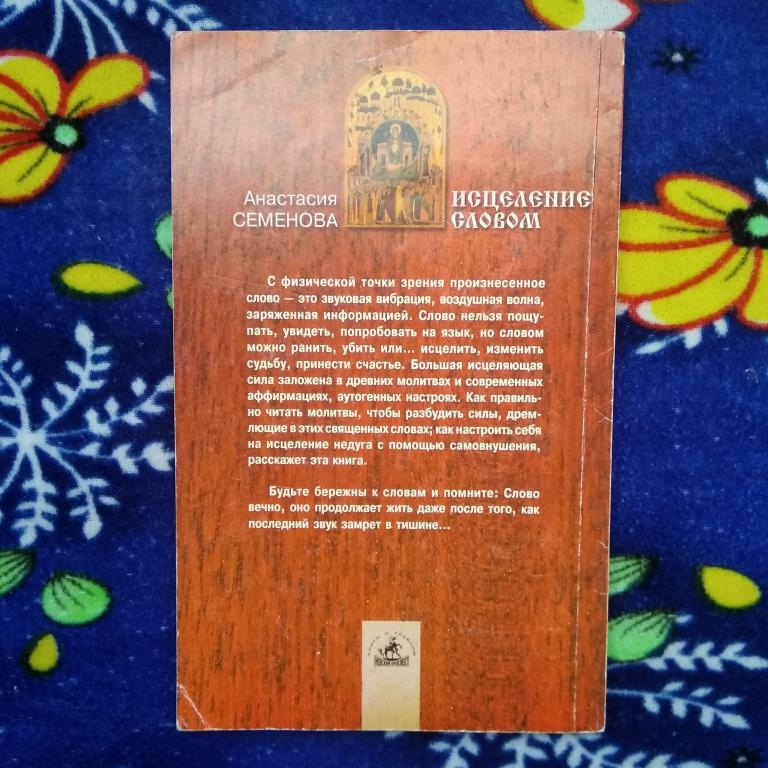 Анастасия
СЕМЕНОВА
ИСЦЕЛЕНИЕ
СЛОВОМ
С физической точки зрения произнесенное
слово — это звуковая вибрация, воздушная волна,
заряженная информацией. Слово нельзя пощу-
пать, увидеть, попробовать на язык, но словом
можно ранить, убить или... исцелить, изменить
судьбу, принести счастье. Большая исцеляющая
сила заложена в древних молитвах и современных
аффирмациях, аутогенных настроях. Как правиль-
но читать молитвы, чтобы разбудить силы, дрем-
лющие в этих священных словах; как настроить себя
на исцеление недуга с помощью самовнушения,
расскажет эта книга.
Будьте бережны к словам и помните: Слово
вечно, оно продолжает жить даже после того, как
последний звук замрет в тишине...
КНИГИ О ГЛАВНОМ
НЕВСКИЙ ПРОСПЕКТ